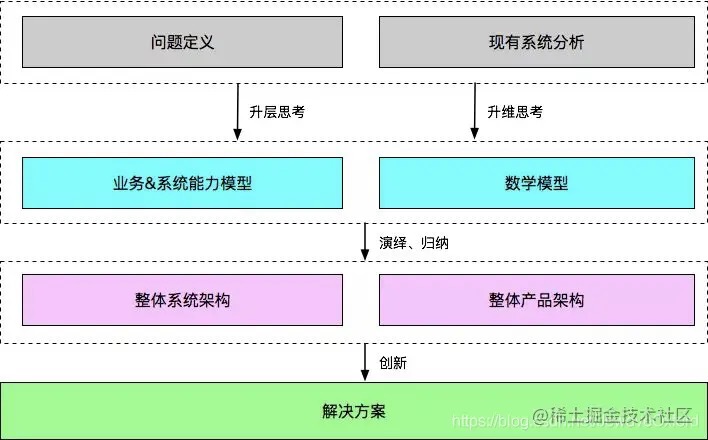 问题定义
现有系统分析
升层思考
升维思考
业务&系统能力模型
数学模型
演绎、归纳
整体系统架构
整体产品架构
创新
解决方案
@稀土掘金技术社区